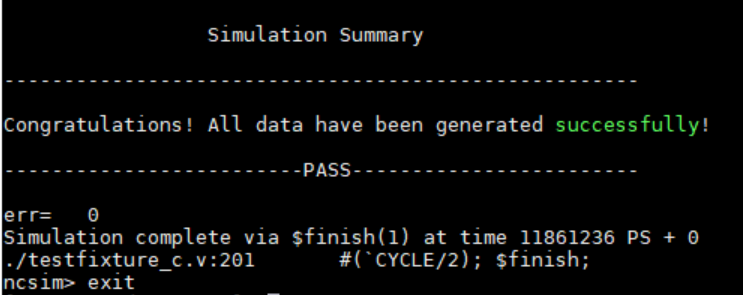 Simulation Summary
-----------------------------------------------------
Congratulations! All data have been generated successfully!
-------------------------PASS------------------------
err=   0
Simulation complete via $finish(1) at time 11861236 PS + 0
./testfixture_c.v:201       #(`CYCLE/2); $finish;
ncsim> exit